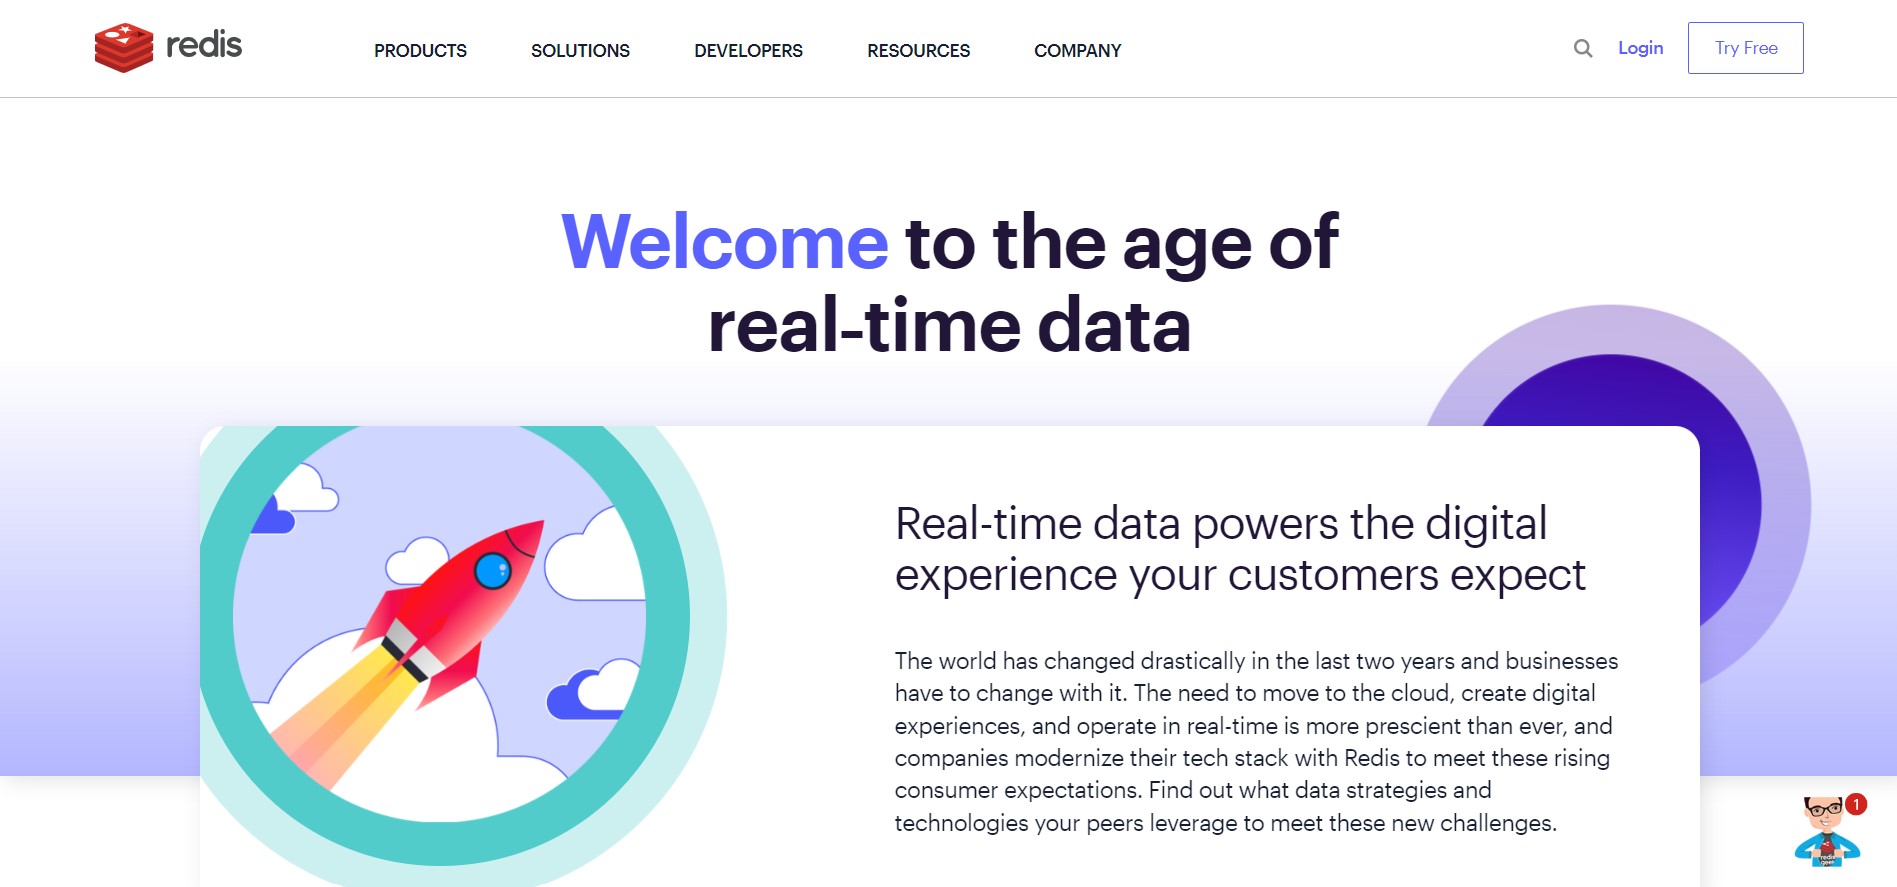 redis
PRODUCTS
SOLUTIONS
DEVELOPERS
RESOURCES
COMPANY
Login
Try Free
Welcome to the age of
real-time data
Real-time data powers the digital
experience your customers expect
The world has changed drastically in the last two years and businesses
have to change with it. The need to move to the cloud, create digital
experiences, and operate in real-time is more prescient than ever, and
companies modernize their tech stack with Redis to meet these rising
consumer expectations. Find out what data strategies and
technologies your peers leverage to meet these new challenges.
1
redis
geek